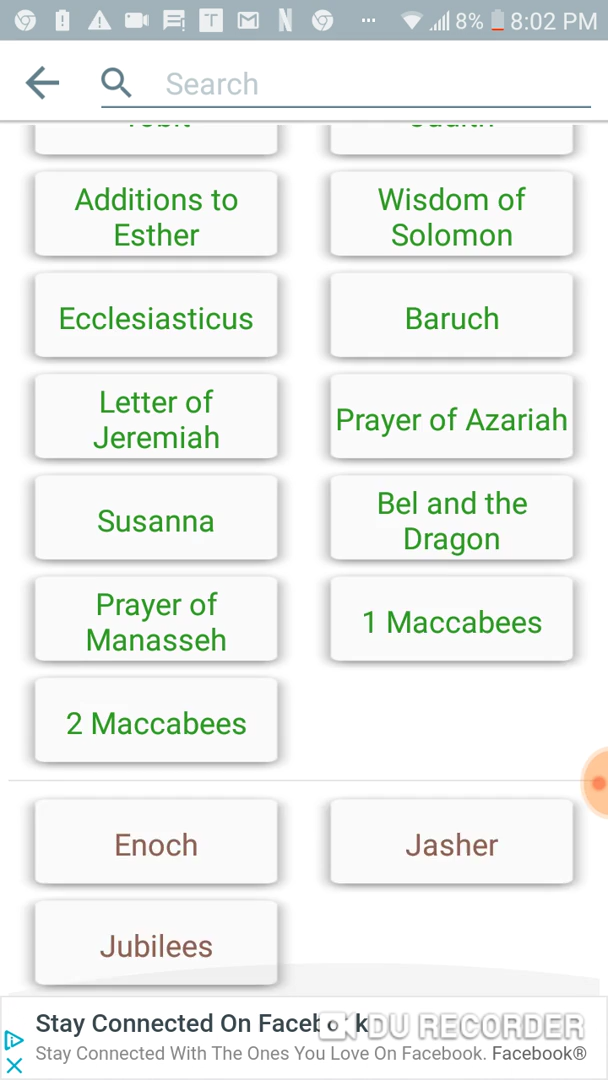 8% 8:02 PM
Search
Additions to
Esther
Wisdom of
Solomon
Ecclesiasticus
Baruch
Letter of
Jeremiah
Prayer of Azariah
Susanna
Bel and the
Dragon
Prayer of
Manasseh
1 Maccabees
2 Maccabees
Enoch
Jasher
Jubilees
Stay Connected On Facebook
DU RECORDER
Stay Connected With The Ones You Love On Facebook. Facebook®